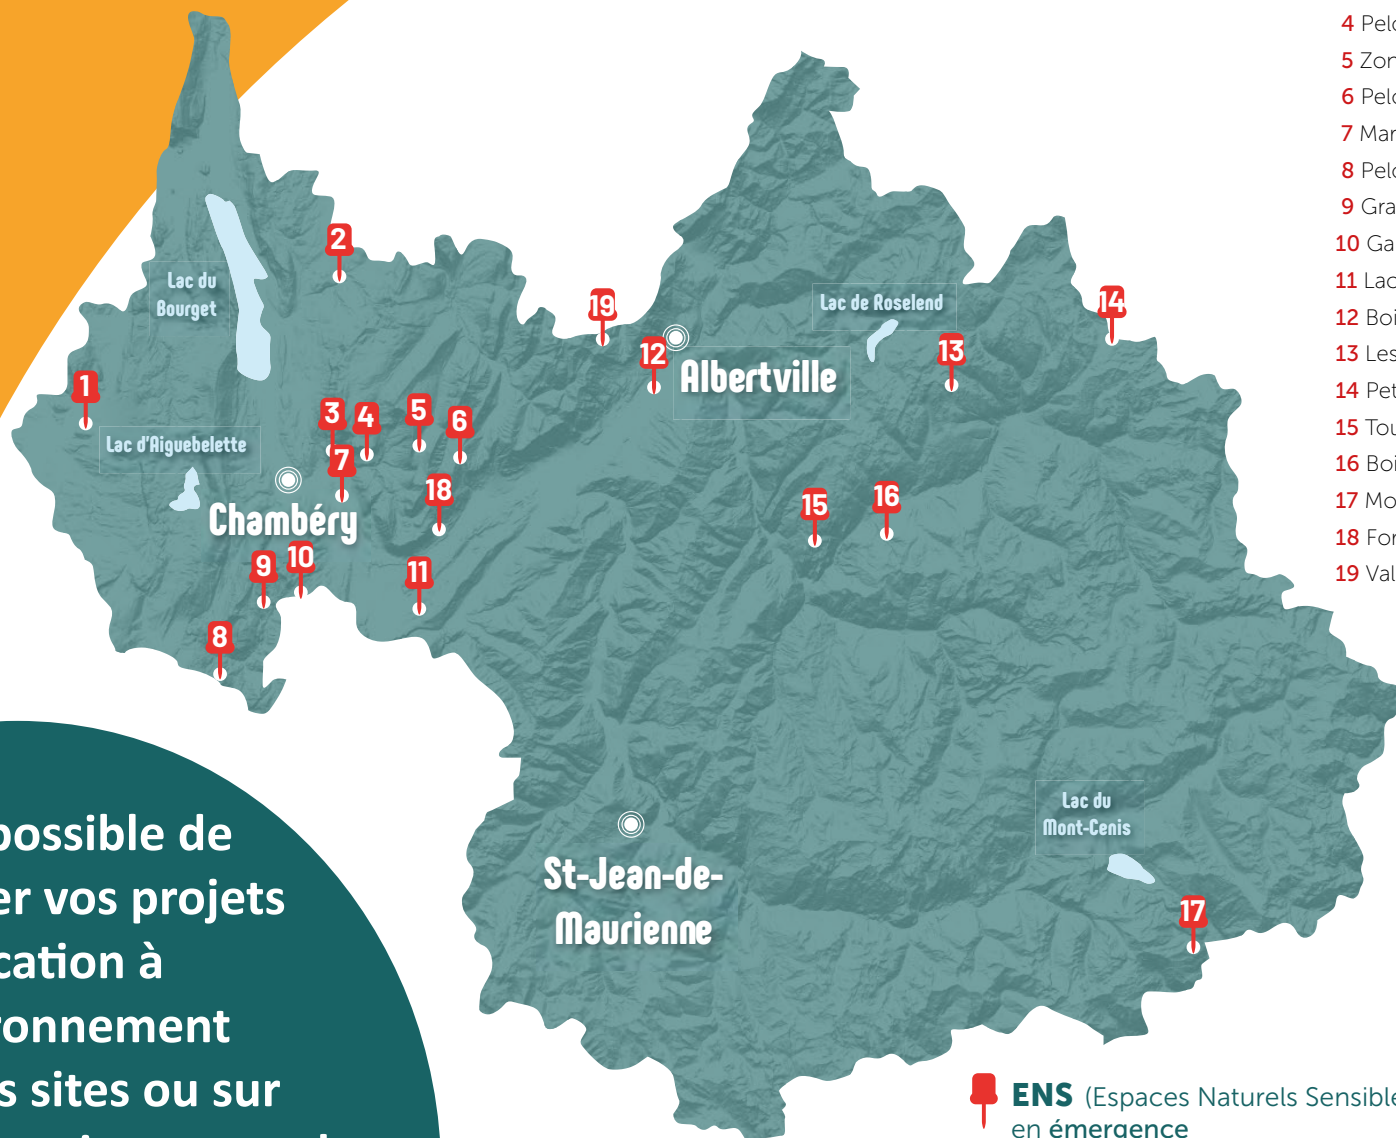 4 Pelo
5 Zon
6 Pelo
7 Mar
8 Pelo
9 Gra
10 Ga
11 Lac
12 Boi
13 Les
14 Pet
15 Tou
16 Boi
17 Mo
18 For
19 Val
2
19
14
Lac du
Bourget
Lac de Roselend
12
13
Albertville
1
3
4
5
6
Lac d'Aiguebelette
7
18
15
16
Chambéry
9
10
11
8
Lac du
Mont-Cenis
St-Jean-de-
Maurienne
17
possible de
er vos projets
cation à
ronnement
s sites ou sur
ENS (Espaces Naturels Sensible
en émergence